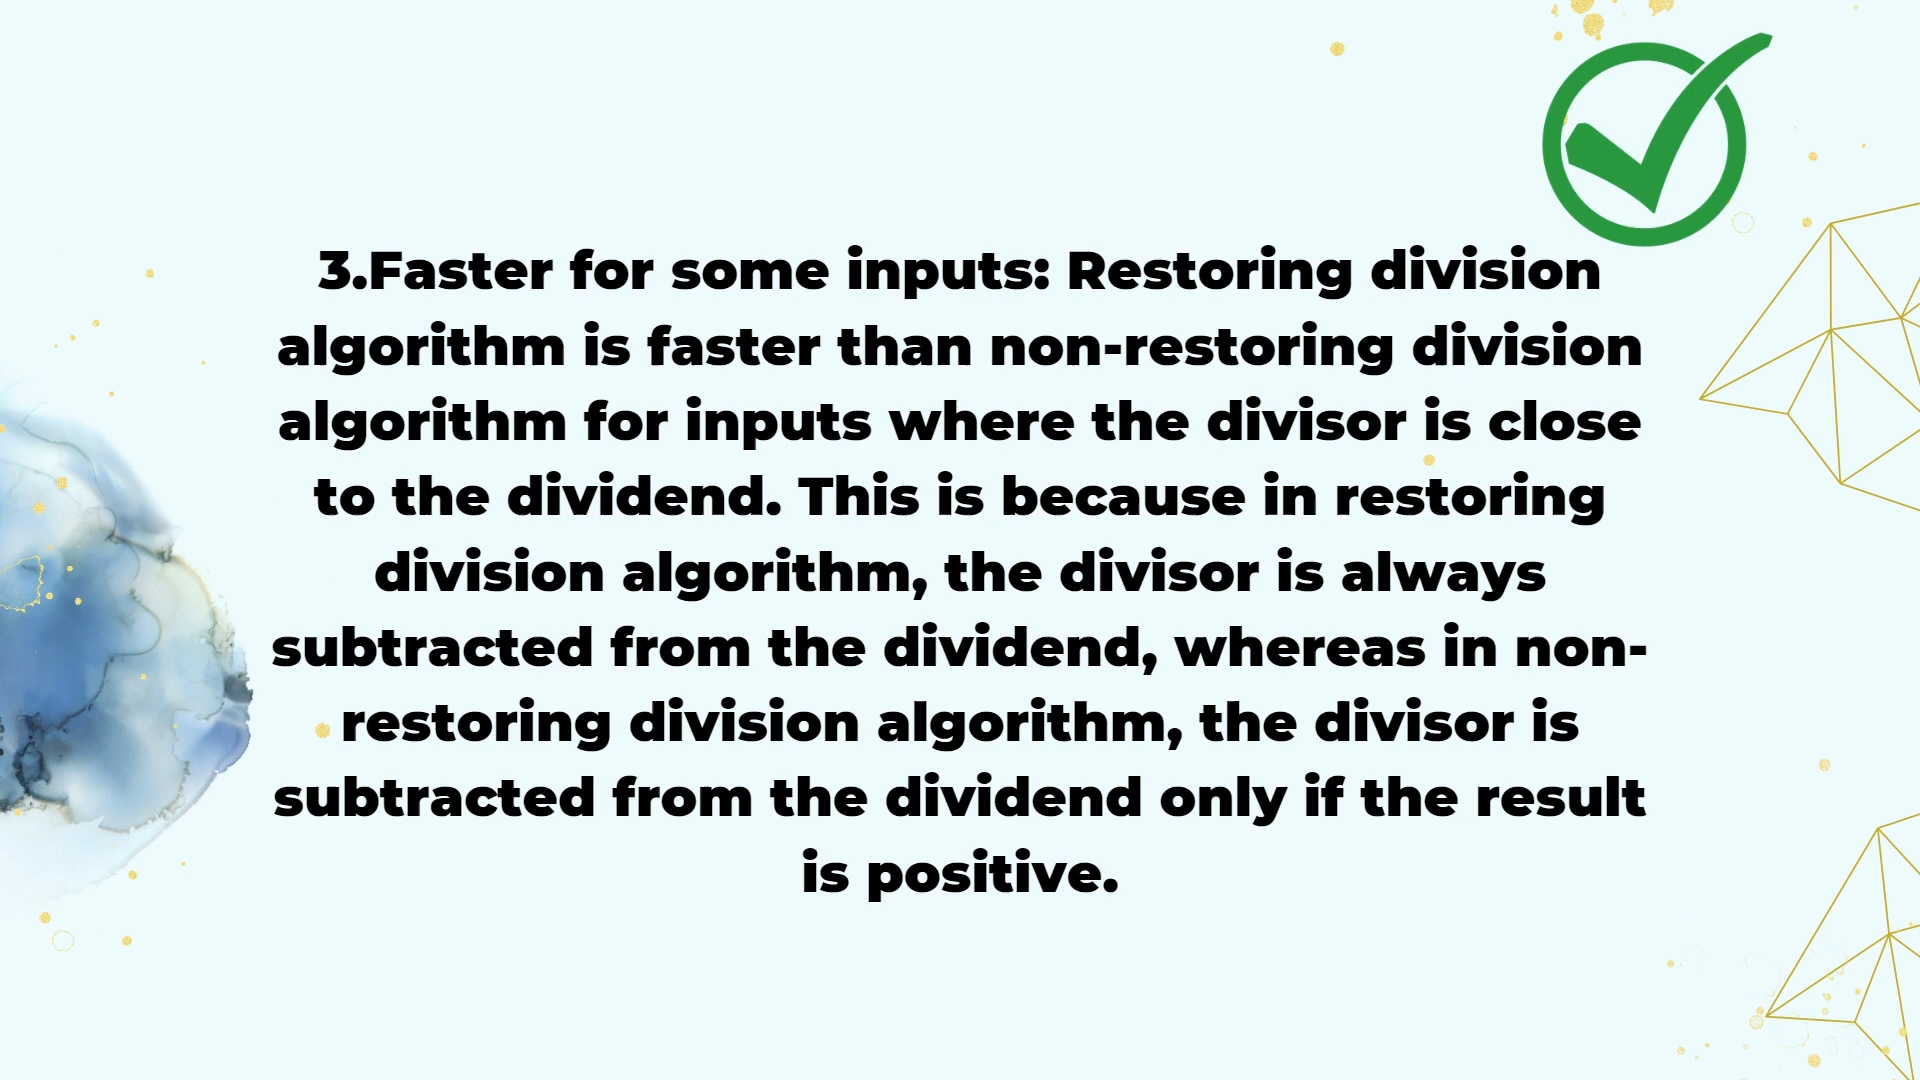 3.Faster for some inputs: Restoring division
algorithm is faster than non-restoring division
algorithm for inputs where the divisor is close
to the dividend. This is because in restoring
division algorithm, the divisor is always
subtracted from the dividend, whereas in non-
restoring division algorithm, the divisor is
subtracted from the dividend only if the result
is positive.